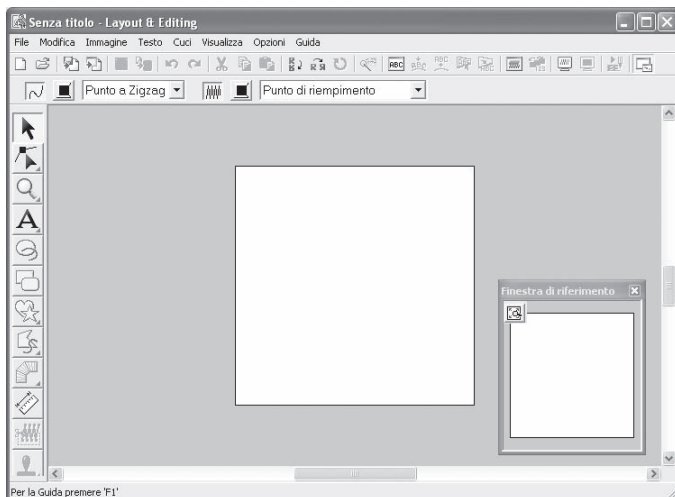 Senza titolo - Layout & Editing
File Modifica Immagine Testo Cuci Visualizza Opzioni Guida
ABC
Punto a Zigzag Punto di riempimento
A
Finestra di riferimento
Per la Guida premere 'F1'